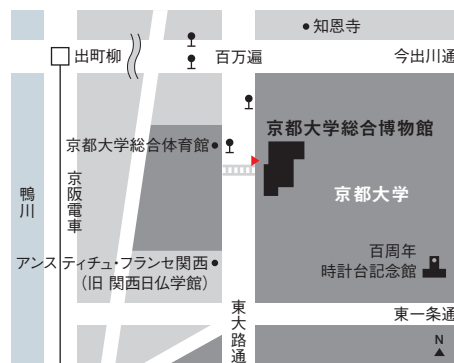 知恩寺
出町柳
百万遍
今出川通
京都大学総合博物館
京都大学総合体育館
鴨川
京阪電車
京都大学
百周年
時計台記念館
アンスティチュ・フランセ関西
（旧 関西日仏学館）
東大路通
東一条通
N